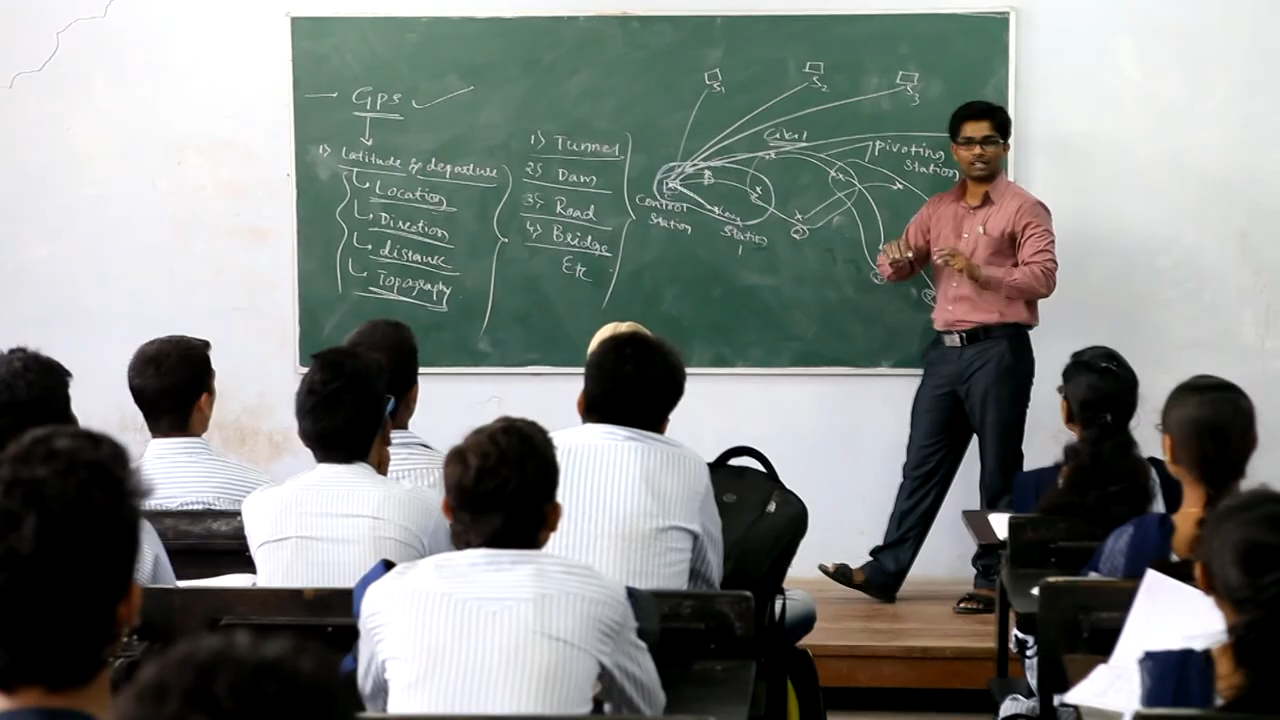 GPS
1) Latitude & departure
Location
Direction
distance
Topography
1) Tunnel
2) Dam
3) Road
4) Bridge
Etc
S1
S2
S3
pivoting
Station
Control
Station
Station
1